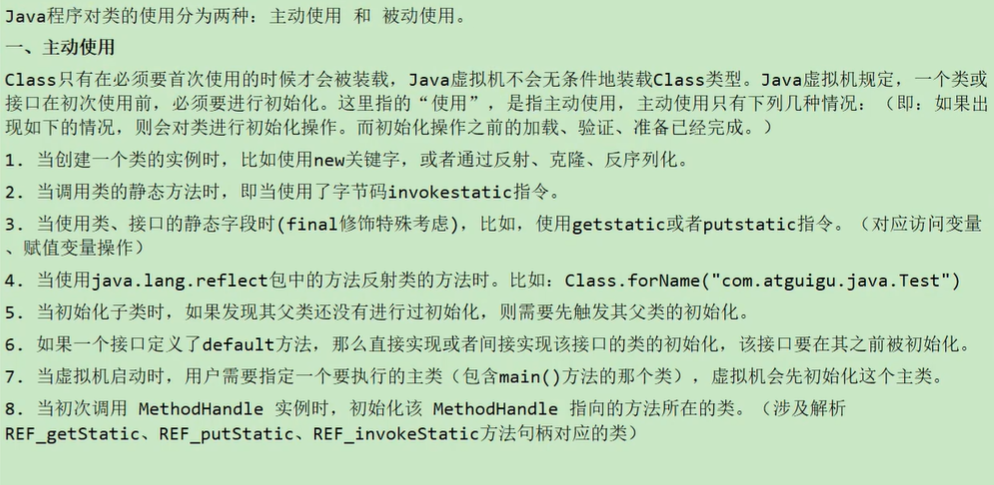 Java程序对类的使用分为两种：主动使用 和 被动使用。
一、主动使用
Class只有在必须要首次使用的时候才会被装载，Java虚拟机不会无条件地装载Class类型。Java虚拟机规定，一个类或
接口在初次使用前，必须要进行初始化。这里指的“使用”，是指主动使用，主动使用只有下列几种情况：（即：如果出
现如下的情况，则会对类进行初始化操作。而初始化操作之前的加载、验证、准备已经完成。）
1. 当创建一个类的实例时，比如使用new关键字，或者通过反射、克隆、反序列化。
2. 当调用类的静态方法时，即当使用了字节码invokestatic指令。
3. 当使用类、接口的静态字段时(final修饰特殊考虑)，比如，使用getstatic或者putstatic指令。（对应访问变量
、赋值变量操作）
4. 当使用java.lang.reflect包中的方法反射类的方法时。比如：Class.forName("com.atguigu.java.Test")
5. 当初始化子类时，如果发现其父类还没有进行过初始化，则需要先触发其父类的初始化。
6. 如果一个接口定义了default方法，那么直接实现或者间接实现该接口的类的初始化，该接口要在其之前被初始化。
7. 当虚拟机启动时，用户需要指定一个要执行的主类（包含main()方法的那个类），虚拟机会先初始化这个主类。
8. 当初次调用 MethodHandle 实例时，初始化该 MethodHandle 指向的方法所在的类。（涉及解析
REF_getStatic、REF_putStatic、REF_invokeStatic方法句柄对应的类）